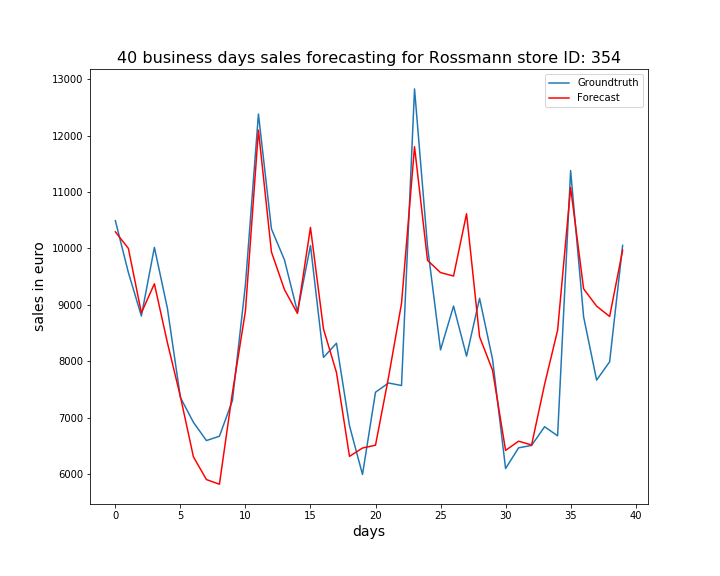 40 business days sales forecasting for Rossmann store ID: 354
Groundtruth
Forecast
sales in euro
13000
12000
11000
10000
9000
8000
7000
6000
0 5 10 15 20 25 30 35 40
days